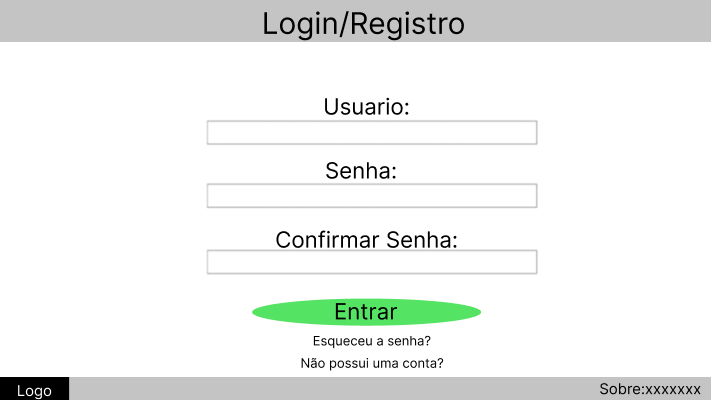 Login/Registro
Usuario:
Senha:
Confirmar Senha:
Entrar
Esqueceu a senha?
Não possui uma conta?
Logo
Sobre:xxxxxxx